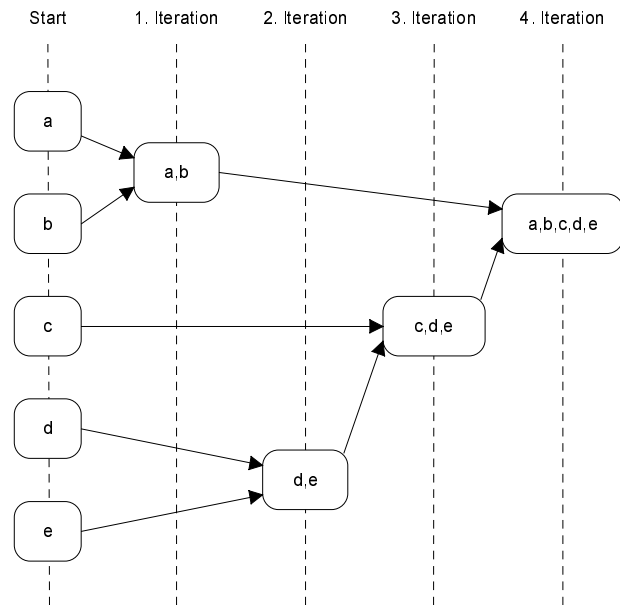 Start 1. Iteration 2. Iteration 3. Iteration 4. Iteration
a
a,b
b
a,b,c,d,e
c
c,d,e
d
d,e
e